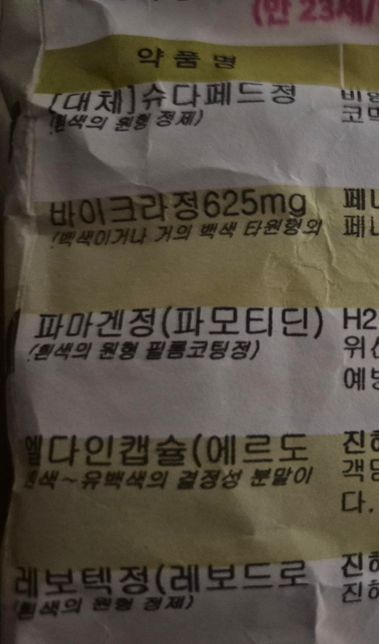 (만 23세/
약 품 명
[대체]슈다페드정
(흰색의 원형 정제)
코막
바이크라정625mg
(백색이거나 거의 백색 타원형의
페니
페니
파마겐정(파모티딘)
(흰색의 원형 필름코팅정)
H2
위산
예방
엘다인캡슐(에르도
백색~유백색의 결정성 분말이
진해
객담
다.
레보텍정(레보드로
(흰색의 원형 정제)
진해
진해